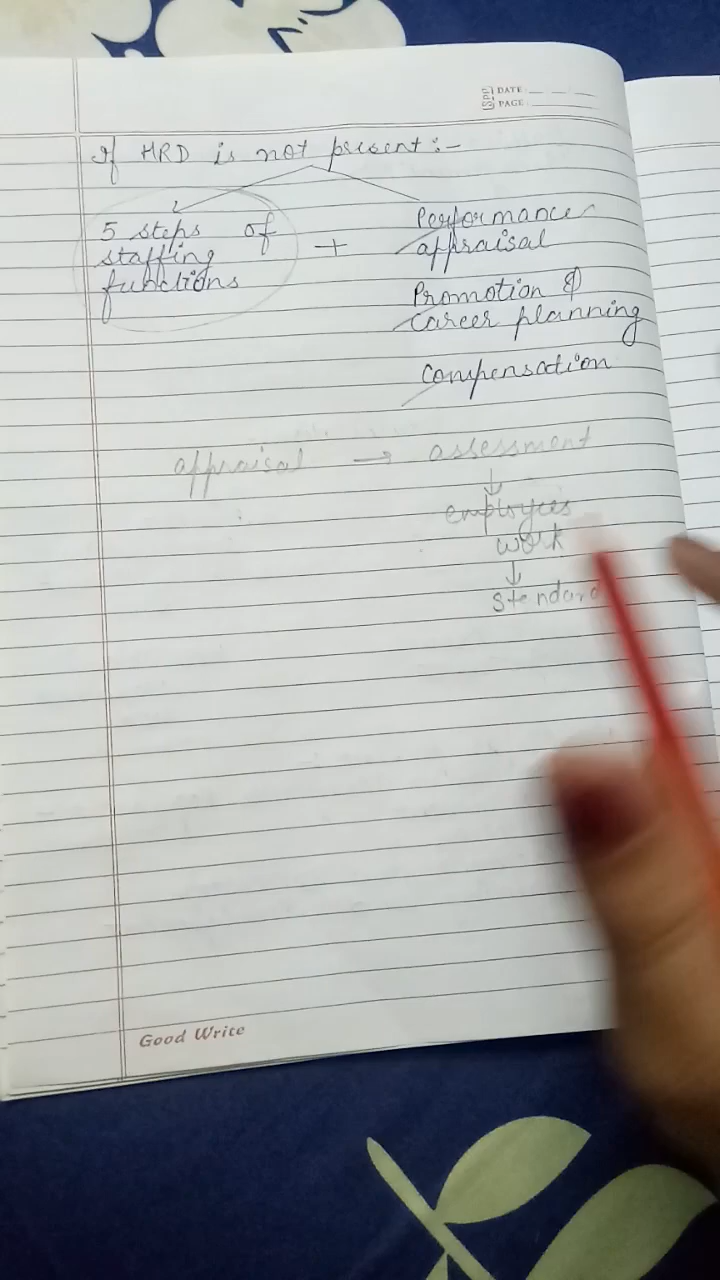 DATE
PAGE
If HRD is not present :-
5 steps of
staffing
functions
+
Performance
appraisal
Promotion &
career planning
compensation
appraisal → assessment
↓
employees
work
↓
standard
Good Write